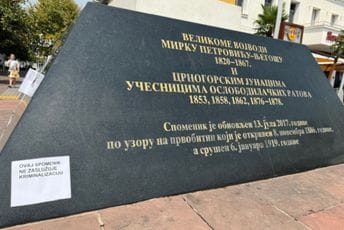 ВЕЛИКОМЕ ВОЈВОДИ
МИРКУ ПЕТРОВИЋУ-ЊЕГОШУ
1820-1867.
И
ЦРНОГОРСКИМ ЈУНАЦИМА
УЧЕСНИЦИМА ОСЛОБОДИЛАЧКИХ РАТОВА
1853, 1858, 1862, 1876-1878.
Споменик је обновљен 13. јула 2017. године
по узору на првобитни који је откривен 8. новембра 1886. године
а срушен 6. јануара 1919. године
OVAJ SPOMENIK
NE ZASLUŽUJE
KRIMINALIZACIJU